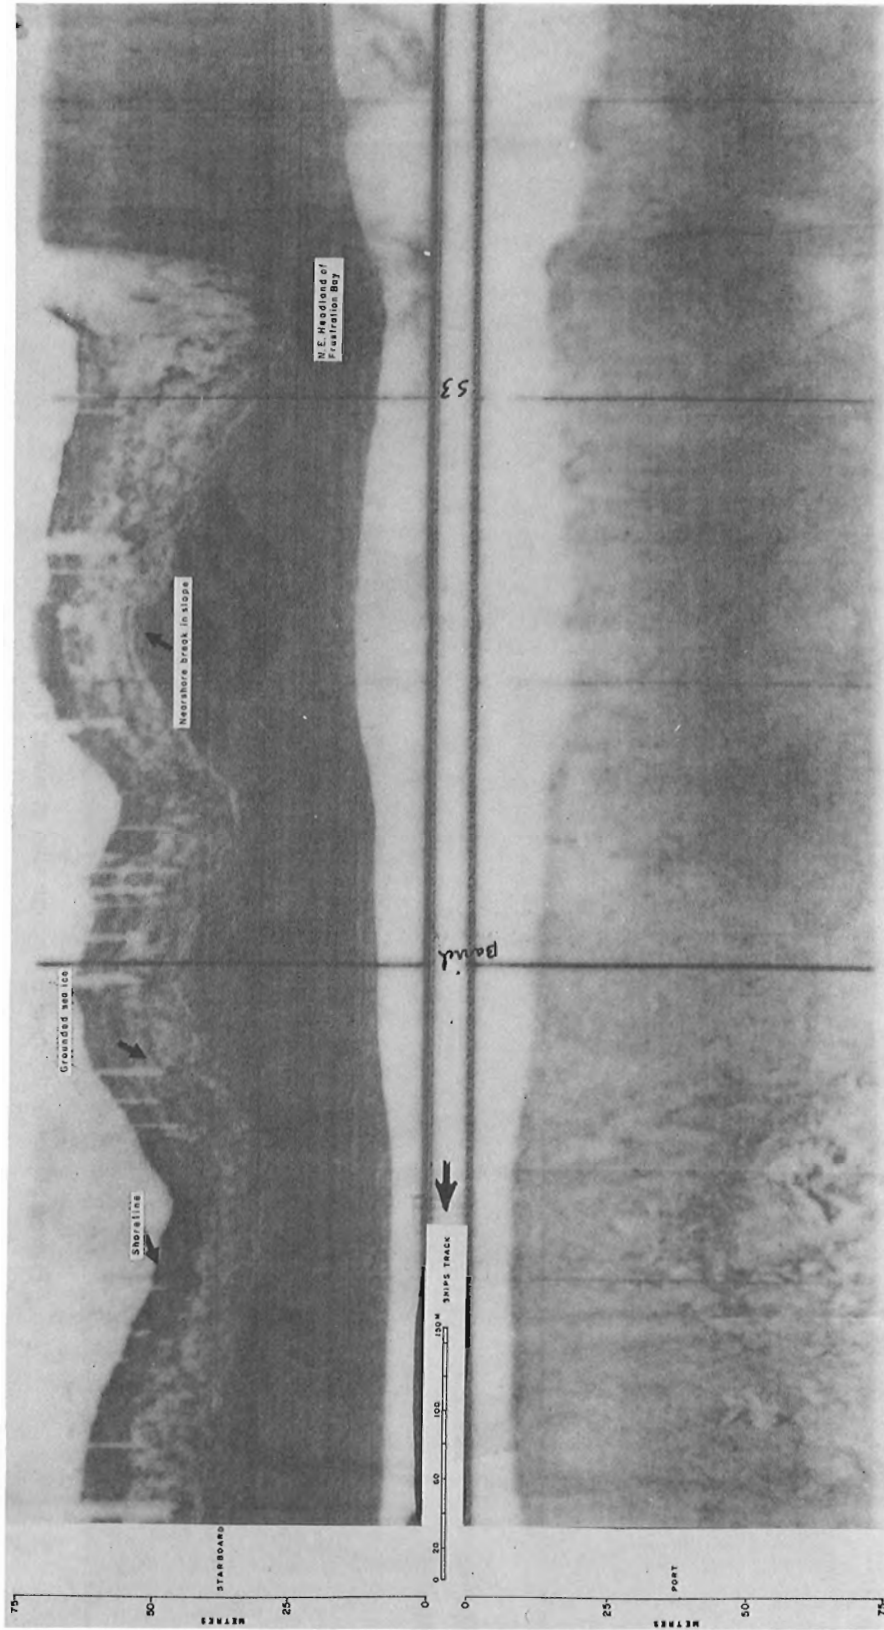 N.E. Headland of
Frustration Bay
53
Nearshore break in slope
Grounded sea ice
Shoreline
SHIPS TRACK
0 20 60 100 150 M
STARBOARD
METRES
75 50 25 0
PORT
METRES
0 25 50 75